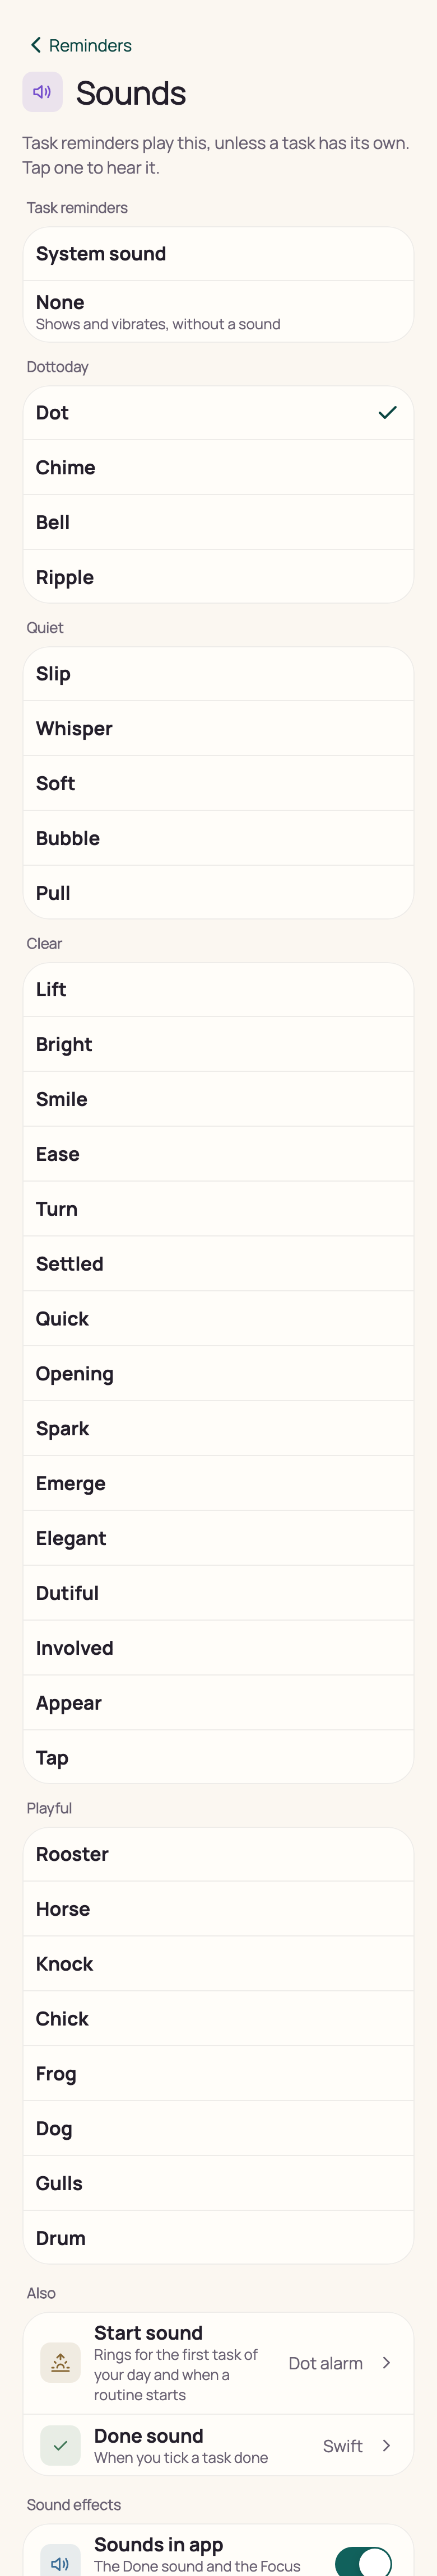 Reminders
Sounds
Task reminders play this, unless a task has its own.
Tap one to hear it.
Task reminders
System sound
None
Shows and vibrates, without a sound
Dottoday
Dot
Chime
Bell
Ripple
Quiet
Slip
Whisper
Soft
Bubble
Pull
Clear
Lift
Bright
Smile
Ease
Turn
Settled
Quick
Opening
Spark
Emerge
Elegant
Dutiful
Involved
Appear
Tap
Playful
Rooster
Horse
Knock
Chick
Frog
Dog
Gulls
Drum
Also
Start sound
Rings for the first task of
your day and when a
routine starts
Dot alarm
Done sound
When you tick a task done
Swift
Sound effects
Sounds in app
The Done sound and the Focus